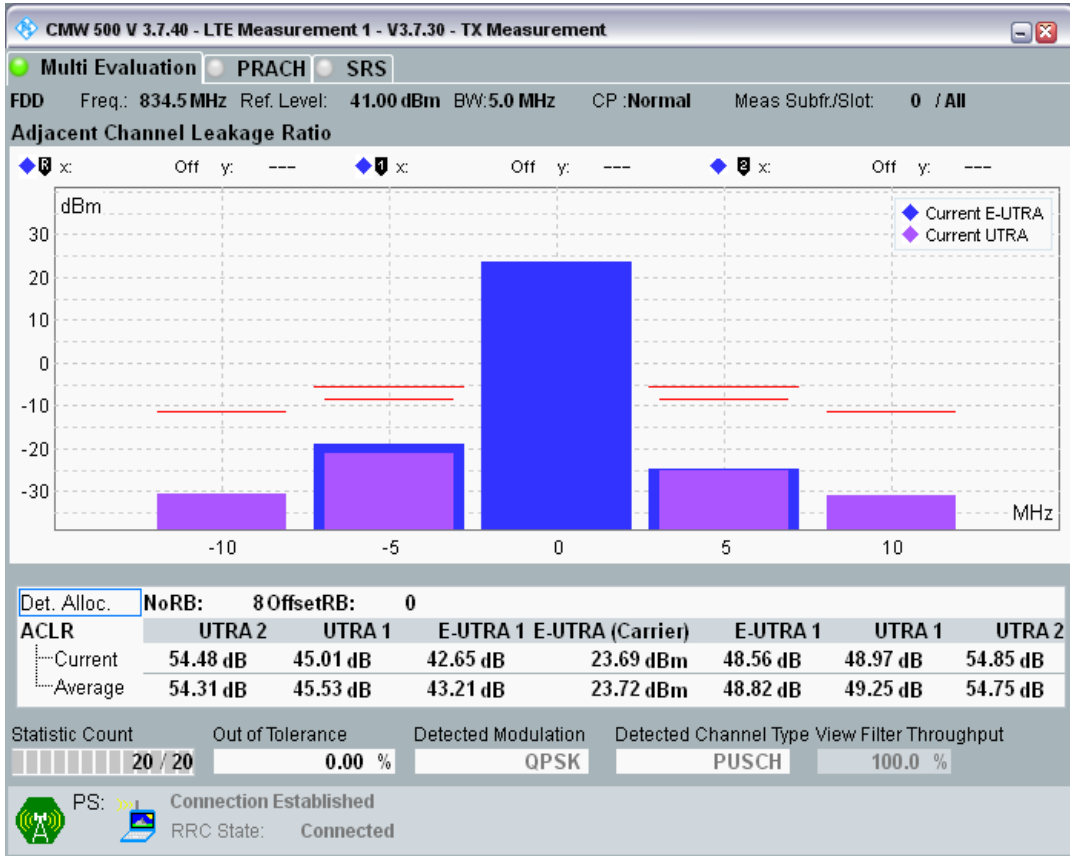 CMW 500 V 3.7.40 - LTE Measurement 1 - V3.7.30 - TX Measurement
Multi Evaluation PRACH SRS
FDD Freq.: 834.5 MHz Ref. Level: 41.00 dBm BW: 5.0 MHz CP : Normal Meas Subfr./Slot: 0 / All
Adjacent Channel Leakage Ratio
R x: Off y: --- 1 x: Off y: --- 2 x: Off y: ---
dBm
Current E-UTRA
Current UTRA
30
20
10
0
-10
-20
-30
MHz
-10 -5 0 5 10
Det. Alloc. NoRB: 8 OffsetRB: 0
ACLR UTRA 2 UTRA 1 E-UTRA 1 E-UTRA (Carrier) E-UTRA 1 UTRA 1 UTRA 2
Current 54.48 dB 45.01 dB 42.65 dB 23.69 dBm 48.56 dB 48.97 dB 54.85 dB
Average 54.31 dB 45.53 dB 43.21 dB 23.72 dBm 48.82 dB 49.25 dB 54.75 dB
Statistic Count Out of Tolerance Detected Modulation Detected Channel Type View Filter Throughput
20 / 20 0.00 % QPSK PUSCH 100.0 %
PS: Connection Established
RRC State: Connected